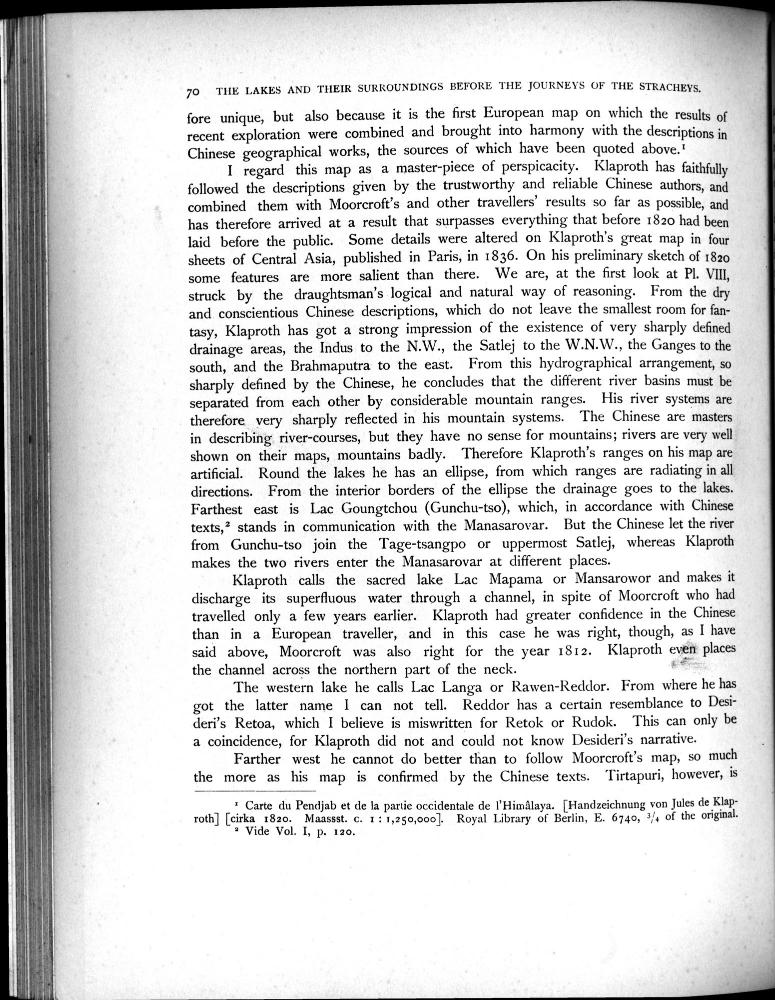 70 THE LAKES AND THEIR SURROUNDINGS BEFORE THE JOURNEYS OF THE STRACHEYS.
fore unique, but also because it is the first European map on which the results of
recent exploration were combined and brought into harmony with the descriptions in
Chinese geographical works, the sources of which have been quoted above.¹
I regard this map as a master-piece of perspicacity. Klaproth has faithfully
followed the descriptions given by the trustworthy and reliable Chinese authors, and
combined them with Moorcroft's and other travellers' results so far as possible, and
has therefore arrived at a result that surpasses everything that before 1820 had been
laid before the public. Some details were altered on Klaproth's great map in four
sheets of Central Asia, published in Paris, in 1836. On his preliminary sketch of 1820
some features are more salient than there. We are, at the first look at Pl. VIII,
struck by the draughtsman's logical and natural way of reasoning. From the dry
and conscientious Chinese descriptions, which do not leave the smallest room for fan-
tasy, Klaproth has got a strong impression of the existence of very sharply defined
drainage areas, the Indus to the N.W., the Satlej to the W.N.W., the Ganges to the
south, and the Brahmaputra to the east. From this hydrographical arrangement, so
sharply defined by the Chinese, he concludes that the different river basins must be
separated from each other by considerable mountain ranges. His river systems are
therefore very sharply reflected in his mountain systems. The Chinese are masters
in describing river-courses, but they have no sense for mountains; rivers are very well
shown on their maps, mountains badly. Therefore Klaproth's ranges on his map are
artificial. Round the lakes he has an ellipse, from which ranges are radiating in all
directions. From the interior borders of the ellipse the drainage goes to the lakes.
Farthest east is Lac Goungtchou (Gunchu-tso), which, in accordance with Chinese
texts,² stands in communication with the Manasarovar. But the Chinese let the river
from Gunchu-tso join the Tage-tsangpo or uppermost Satlej, whereas Klaproth
makes the two rivers enter the Manasarovar at different places.
Klaproth calls the sacred lake Lac Mapama or Mansarowor and makes it
discharge its superfluous water through a channel, in spite of Moorcroft who had
travelled only a few years earlier. Klaproth had greater confidence in the Chinese
than in a European traveller, and in this case he was right, though, as I have
said above, Moorcroft was also right for the year 1812. Klaproth even places
the channel across the northern part of the neck.
The western lake he calls Lac Langa or Rawen-Reddor. From where he has
got the latter name I can not tell. Reddor has a certain resemblance to Desi-
deri's Retoa, which I believe is miswritten for Retok or Rudok. This can only be
a coincidence, for Klaproth did not and could not know Desideri's narrative.
Farther west he cannot do better than to follow Moorcroft's map, so much
the more as his map is confirmed by the Chinese texts. Tirtapuri, however, is
¹ Carte du Pendjab et de la partie occidentale de l'Himâlaya. [Handzeichnung von Jules de Klap-
roth] [cirka 1820. Maassst. c. 1 : 1,250,000]. Royal Library of Berlin, E. 6740, ³/₄ of the original.
² Vide Vol. I, p. 120.